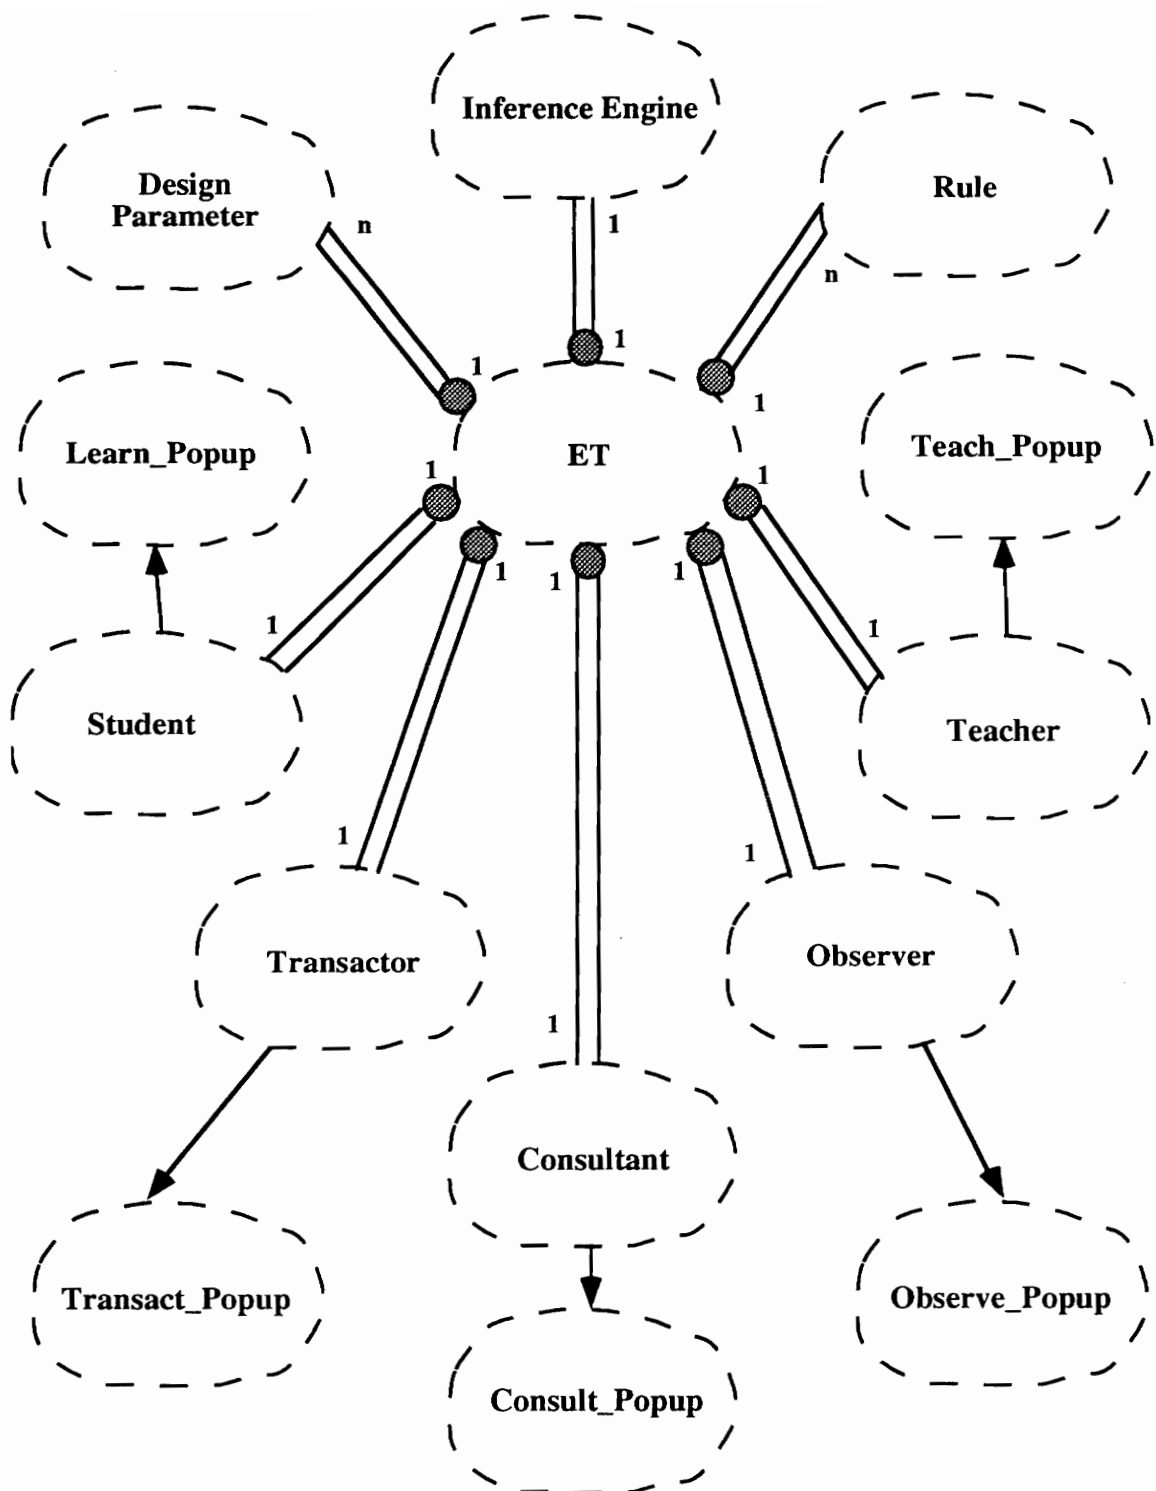 Inference Engine
Design
Parameter
Rule
n
1
n
1
1
1
Learn_Popup
ET
Teach_Popup
1
1
1
1
1
1
1
Student
Teacher
1
1
Transactor
Observer
1
Consultant
Transact_Popup
Observe_Popup
Consult_Popup